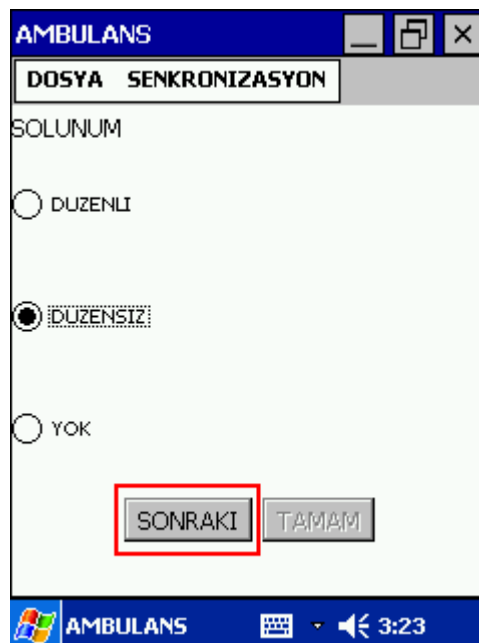 AMBULANS
DOSYA SENKRONIZASYON
SOLUNUM
DUZENLI
DUZENSIZ
YOK
SONRAKI TAMAM
AMBULANS 3:23